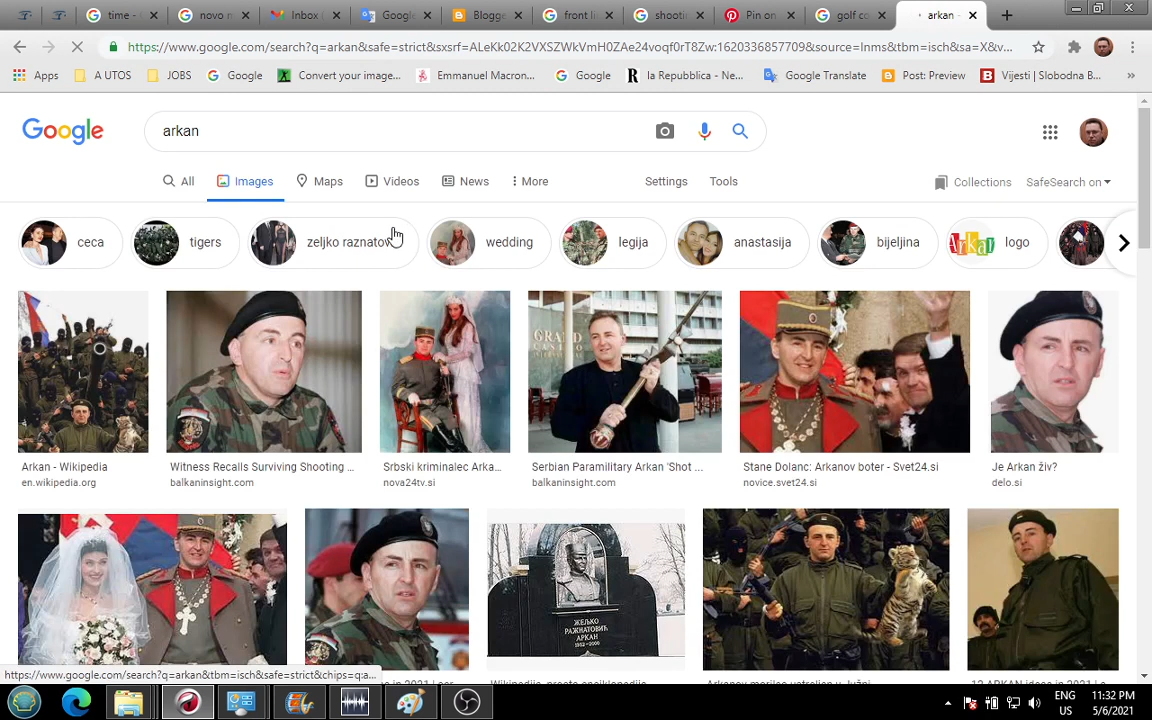 time -
novo n
Inbox (
Google
Blogge
front li
shooti
Pin on
golf co
arkan -
https://www.google.com/search?q=arkan&safe=strict&sxsrf=ALeKk02K2VXSZWkVmH0ZAe24voqf0rT8Zw:1620336857709&source=lnms&tbm=isch&sa=X&v...
Apps
A UTOS
JOBS
Google
Convert your image...
Emmanuel Macron...
Google
la Repubblica - Ne...
Google Translate
Post: Preview
Vijesti | Slobodna B...
Google
arkan
All
Images
Maps
Videos
News
More
Settings
Tools
Collections
SafeSearch on
ceca
tigers
zeljko raznatov
wedding
legija
anastasija
bijeljina
Arkan
logo
GRAND
CASINO
Arkan - Wikipedia
Witness Recalls Surviving Shooting ...
Srbski kriminalec Arka...
Serbian Paramilitary Arkan 'Shot ...
Stane Dolanc: Arkanov boter - Svet24.si
Je Arkan živ?
en.wikipedia.org
balkaninsight.com
nova24tv.si
balkaninsight.com
novice.svet24.si
delo.si
ЖЕЉКО
РАЖНАТОВИЋ
АРКАН
1952-2000
https://www.google.com/search?q=arkan&tbm=isch&safe=strict&chips=q:a...
ENG
US
11:32 PM
5/6/2021